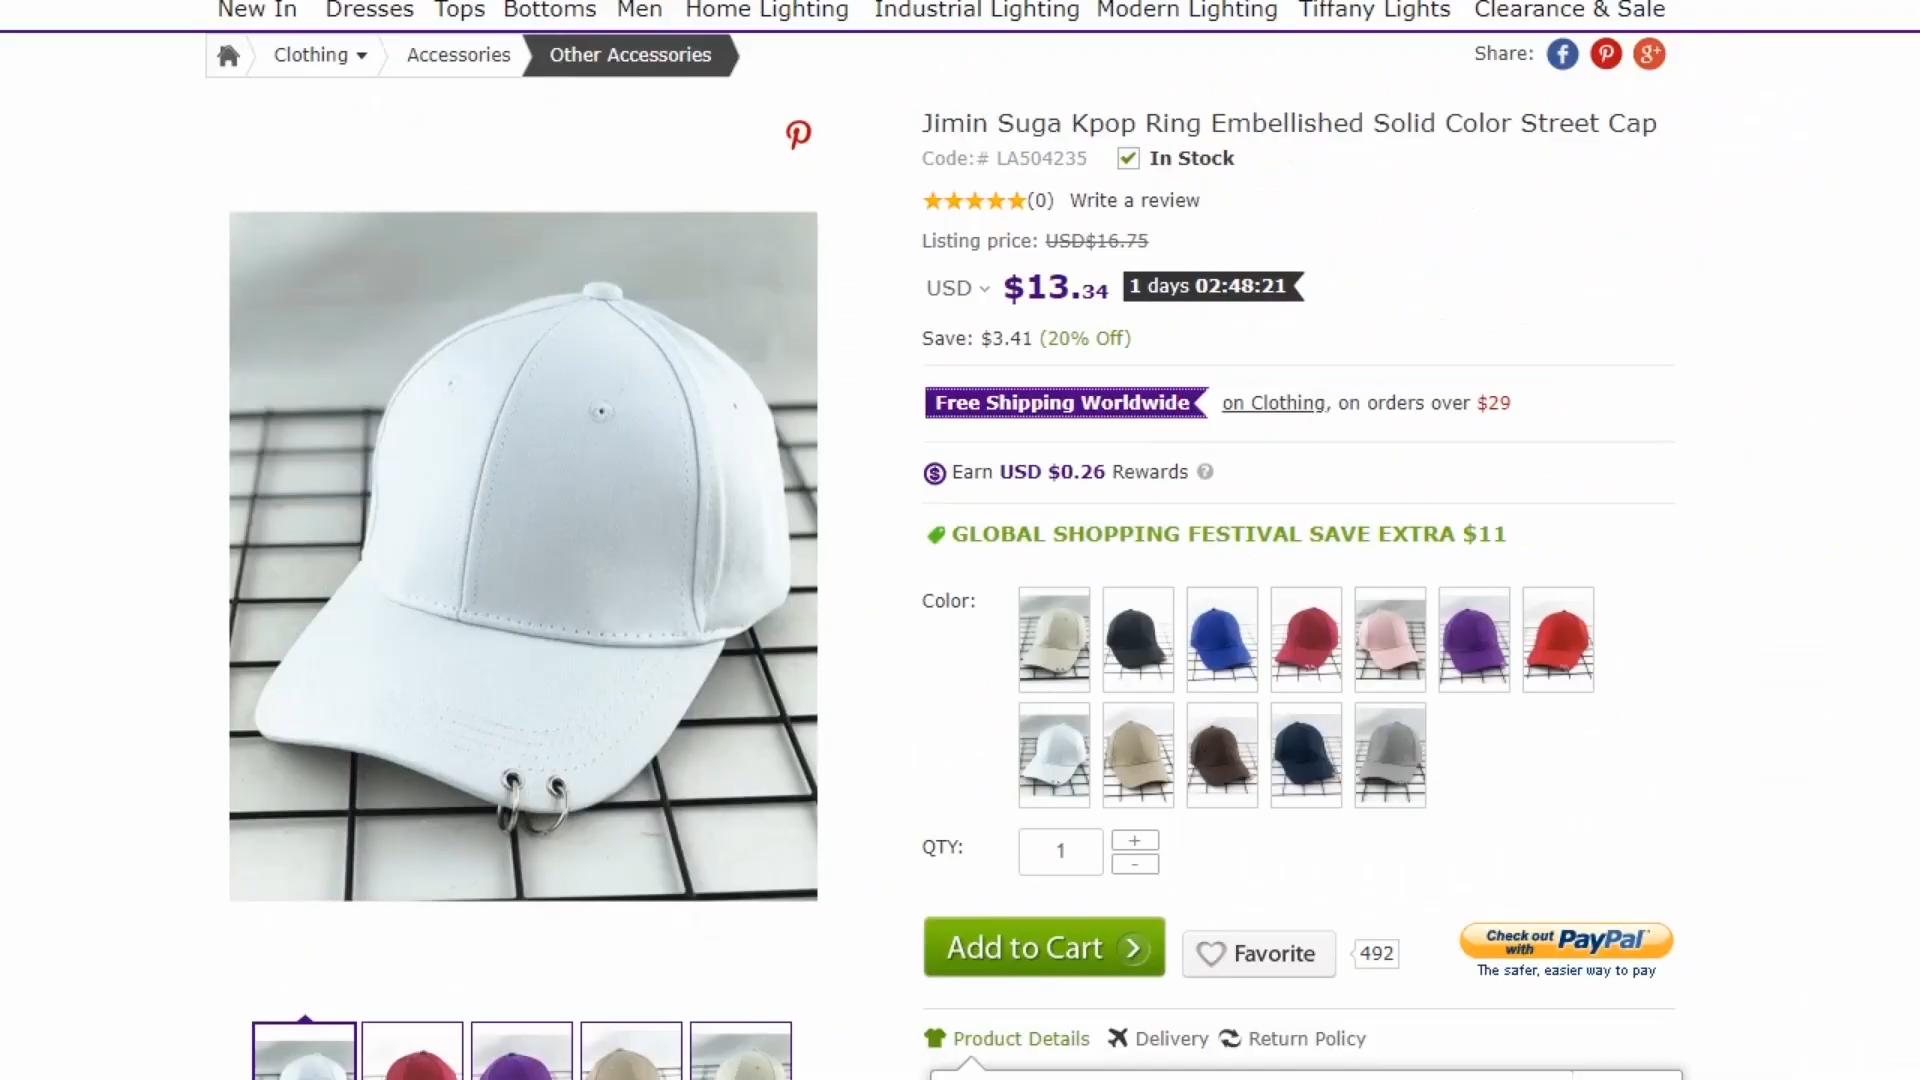 New In Dresses Tops Bottoms Men Home Lighting Industrial Lighting Modern Lighting Tiffany Lights Clearance & Sale
Clothing Accessories Other Accessories
Share:
Jimin Suga Kpop Ring Embellished Solid Color Street Cap
Code:# LA504235 In Stock
(0) Write a review
Listing price: USD$16.75
USD $13.34 1 days 02:48:21
Save: $3.41 (20% Off)
Free Shipping Worldwide on Clothing, on orders over $29
Earn USD $0.26 Rewards
GLOBAL SHOPPING FESTIVAL SAVE EXTRA $11
Color:
QTY: 1 + -
Add to Cart Favorite 492
Check out with PayPal
The safer, easier way to pay
Product Details Delivery Return Policy